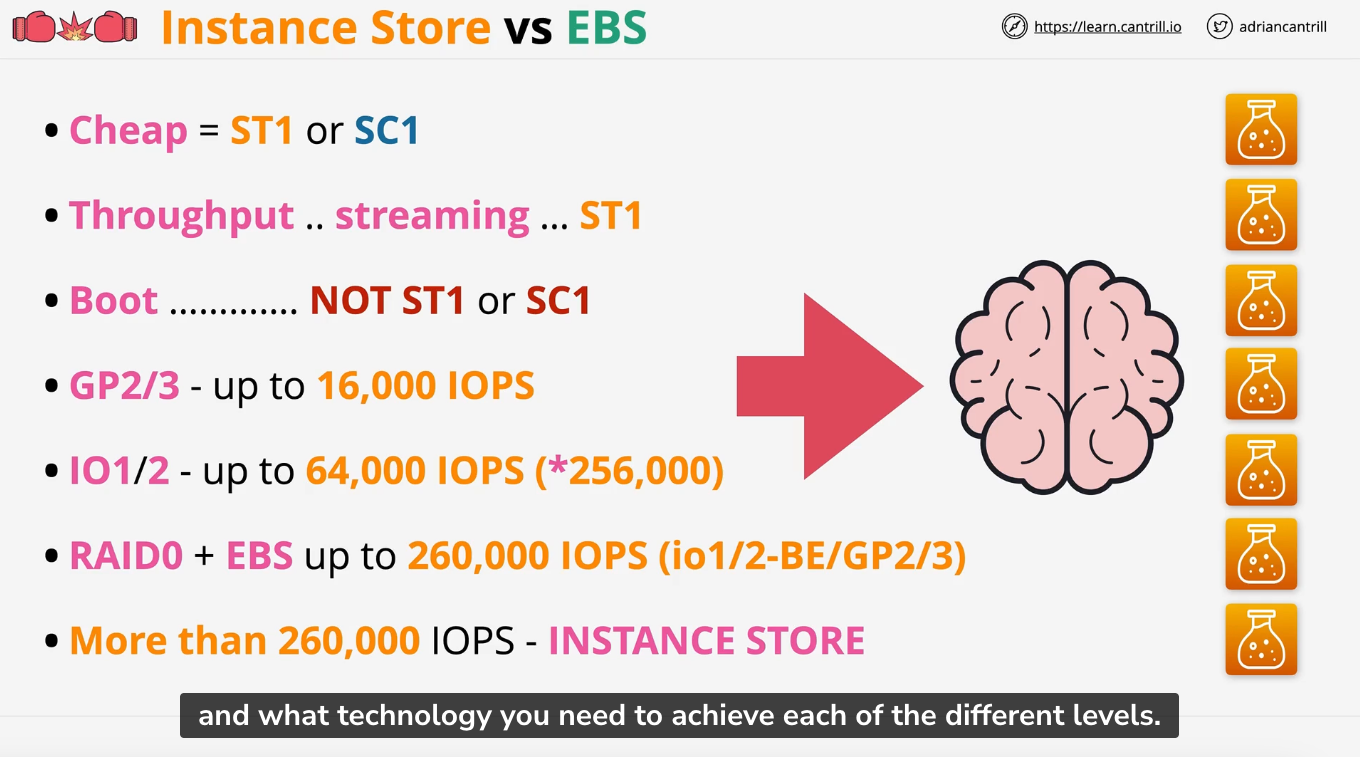 Instance Store vs EBS
https://learn.cantrill.io
adriancantrill
• Cheap = ST1 or SC1
• Throughput .. streaming ... ST1
• Boot ............. NOT ST1 or SC1
• GP2/3 - up to 16,000 IOPS
• IO1/2 - up to 64,000 IOPS (*256,000)
• RAID0 + EBS up to 260,000 IOPS (io1/2-BE/GP2/3)
• More than 260,000 IOPS - INSTANCE STORE
and what technology you need to achieve each of the different levels.